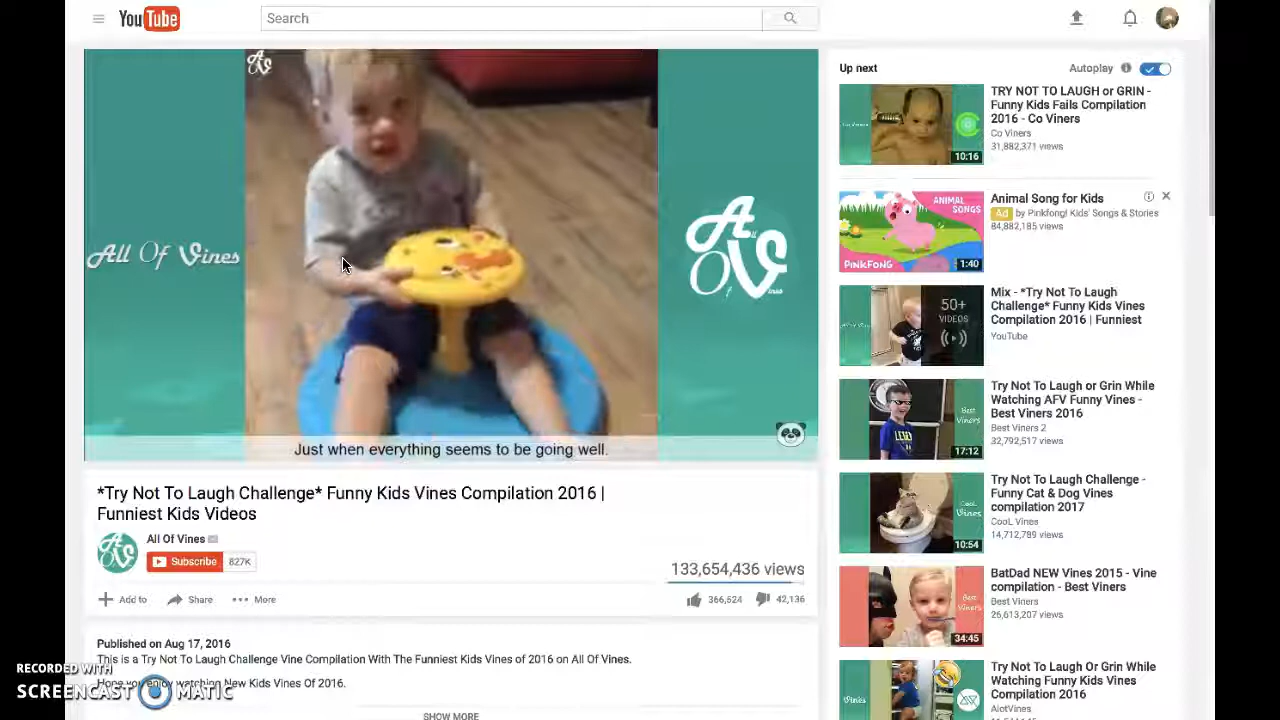 YouTube
Search
All Of Vines
Just when everything seems to be going well.
*Try Not To Laugh Challenge* Funny Kids Vines Compilation 2016 |
Funniest Kids Videos
All Of Vines
Subscribe 827K
133,654,436 views
Add to Share More
366,524 42,136
Published on Aug 17, 2016
This is a Try Not To Laugh Challenge Vine Compilation With The Funniest Kids Vines of 2016 on All Of Vines.
Hope you enjoy watching New Kids Vines Of 2016.
SHOW MORE
RECORDED WITH
SCREENCAST MATIC
Up next
Autoplay
TRY NOT TO LAUGH or GRIN -
Funny Kids Fails Compilation
2016 - Co Viners
Co Viners
31,882,371 views
10:16
Animal Song for Kids
Ad by Pinkfong! Kids' Songs & Stories
84,882,185 views
ANIMAL
SONGS
PINKFONG
1:40
Mix - *Try Not To Laugh
Challenge* Funny Kids Vines
Compilation 2016 | Funniest
YouTube
50+
VIDEOS
Try Not To Laugh or Grin While
Watching AFV Funny Vines -
Best Viners 2016
Best Viners 2
32,792,517 views
Best
Viners
17:12
Try Not To Laugh Challenge -
Funny Cat & Dog Vines
compilation 2017
CooL Vines
14,712,789 views
CooL
Vines
10:54
BatDad NEW Vines 2015 - Vine
compilation - Best Viners
Best Viners
26,613,207 views
Best
Viners
34:45
Try Not To Laugh Or Grin While
Watching Funny Kids Vines
Compilation 2016
AlotVines
Vines